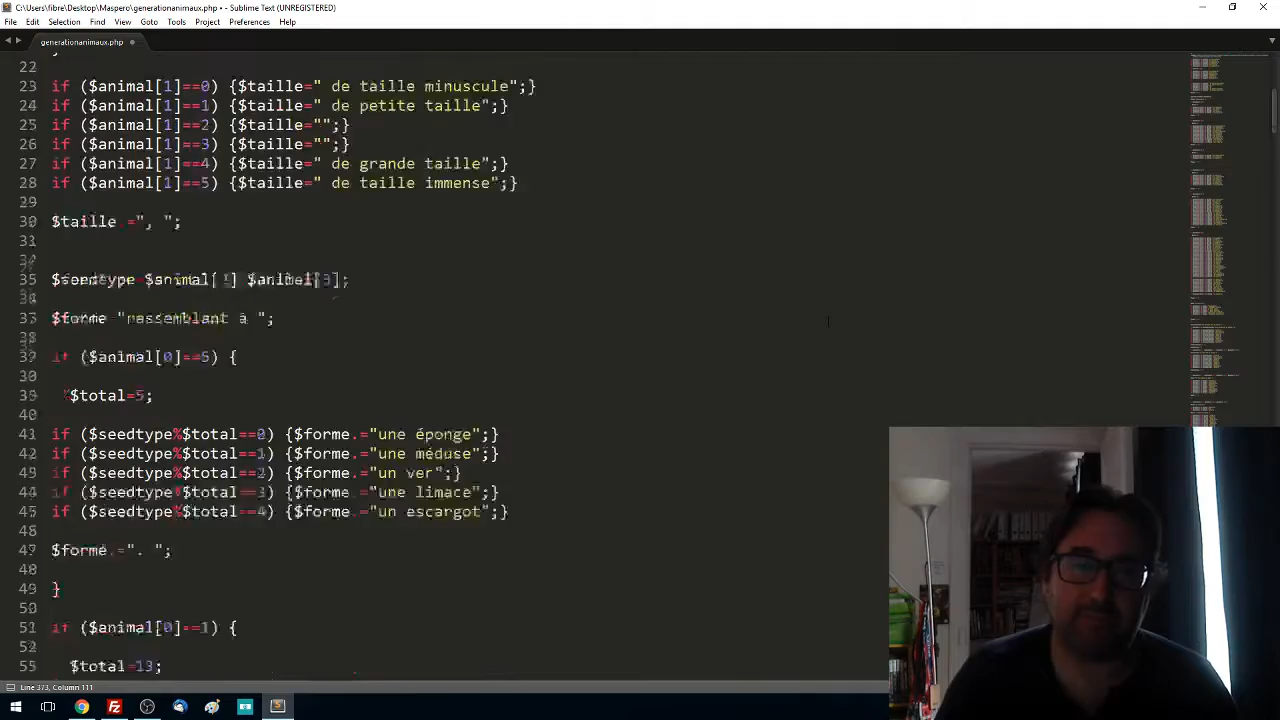 C:\Users\fibre\Desktop\Maspero\generationanimaux.php • - Sublime Text (UNREGISTERED)
File Edit Selection Find View Goto Tools Project Preferences Help
generationanimaux.php
22
23 if ($animal[1]==0) {$taille=" de taille minuscule";}
24 if ($animal[1]==1) {$taille=" de petite taille";}
25 if ($animal[1]==2) {$taille="";}
26 if ($animal[1]==3) {$taille="";}
27 if ($animal[1]==4) {$taille=" de grande taille";}
28 if ($animal[1]==5) {$taille=" de taille immense";}
29
30 $taille.=", ";
31
35
$forme "ressemblant à ";
if ($animal[0]==5) {
$total=5;
40
41 if ($seedtype%$total==0) {$forme.="une éponge";}
42 if ($seedtype%$total==1) {$forme.="une méduse";}
43 if ($seedtype%$total==2) {$forme.="un ver";}
44 if ($seedtype%$total==3) {$forme.="une limace";}
45 if ($seedtype%$total==4) {$forme.="un escargot";}
46
47 $forme.=". ";
48
49 }
50
51 if ($animal[0]==1) {
52
$total=13;
Line 373, Column 111